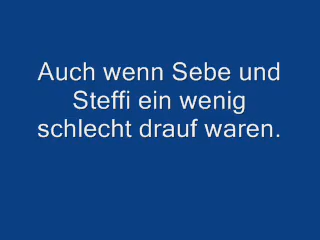 Auch wenn Sebe und
Steffi ein wenig
schlecht drauf waren.